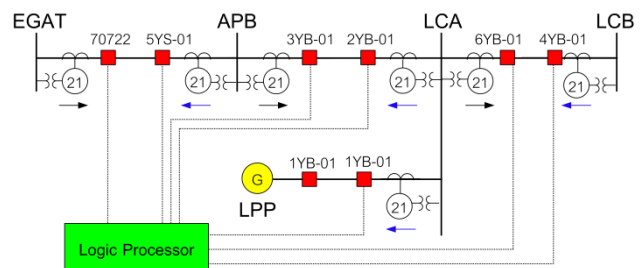 EGAT APB LCA LCB
70722 5YS-01 3YB-01 2YB-01 6YB-01 4YB-01
21 21 21 21 21 21
1YB-01 1YB-01
G 21
LPP
Logic Processor